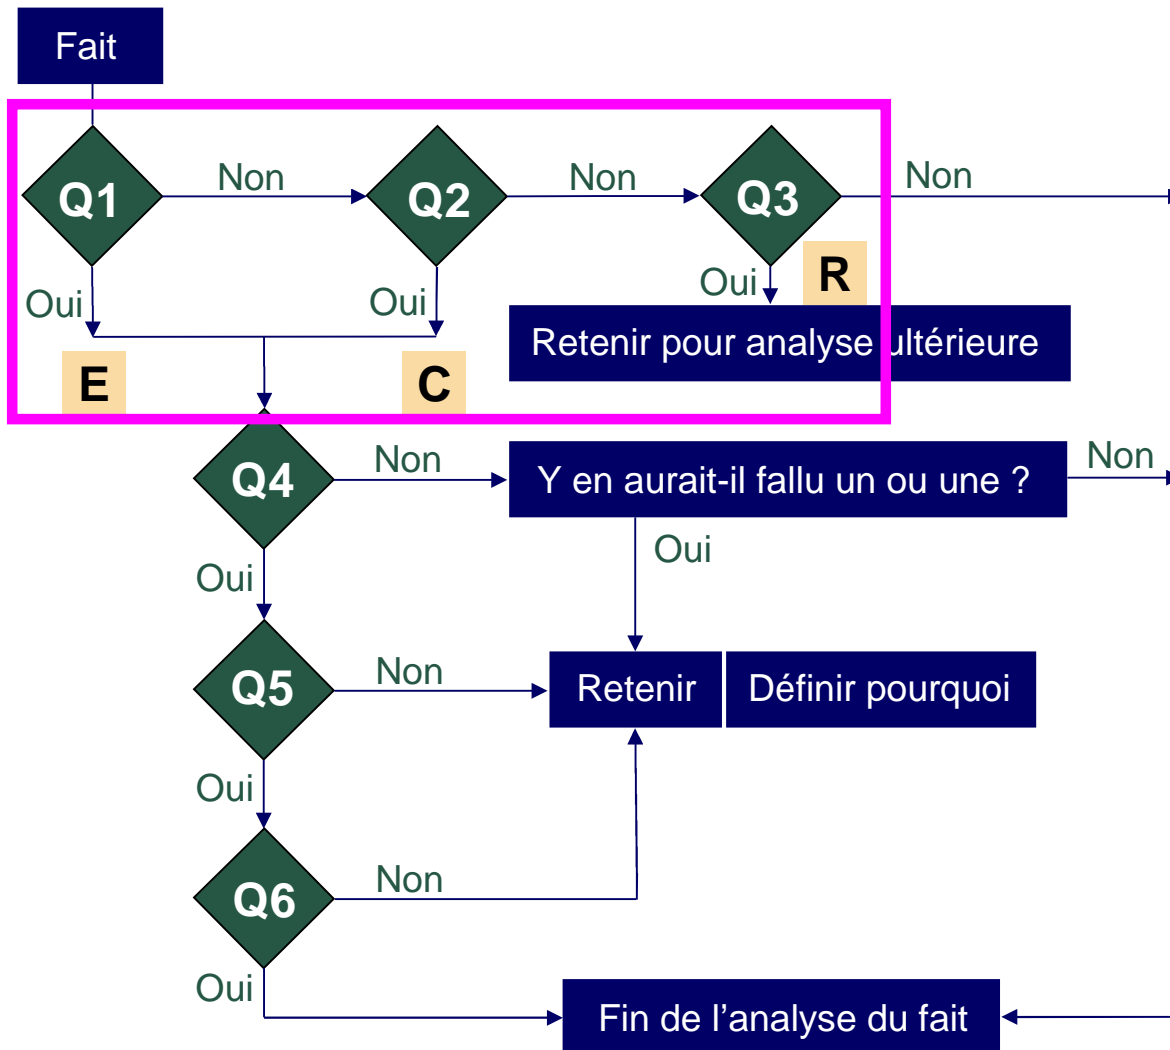 Fait
Q1
Non
Q2
Non
Q3
Non
Oui
Oui
Oui
R
E
C
Retenir pour analyse ultérieure
Q4
Non
Y en aurait-il fallu un ou une ?
Non
Oui
Oui
Q5
Non
Retenir
Définir pourquoi
Oui
Q6
Non
Oui
Fin de l’analyse du fait